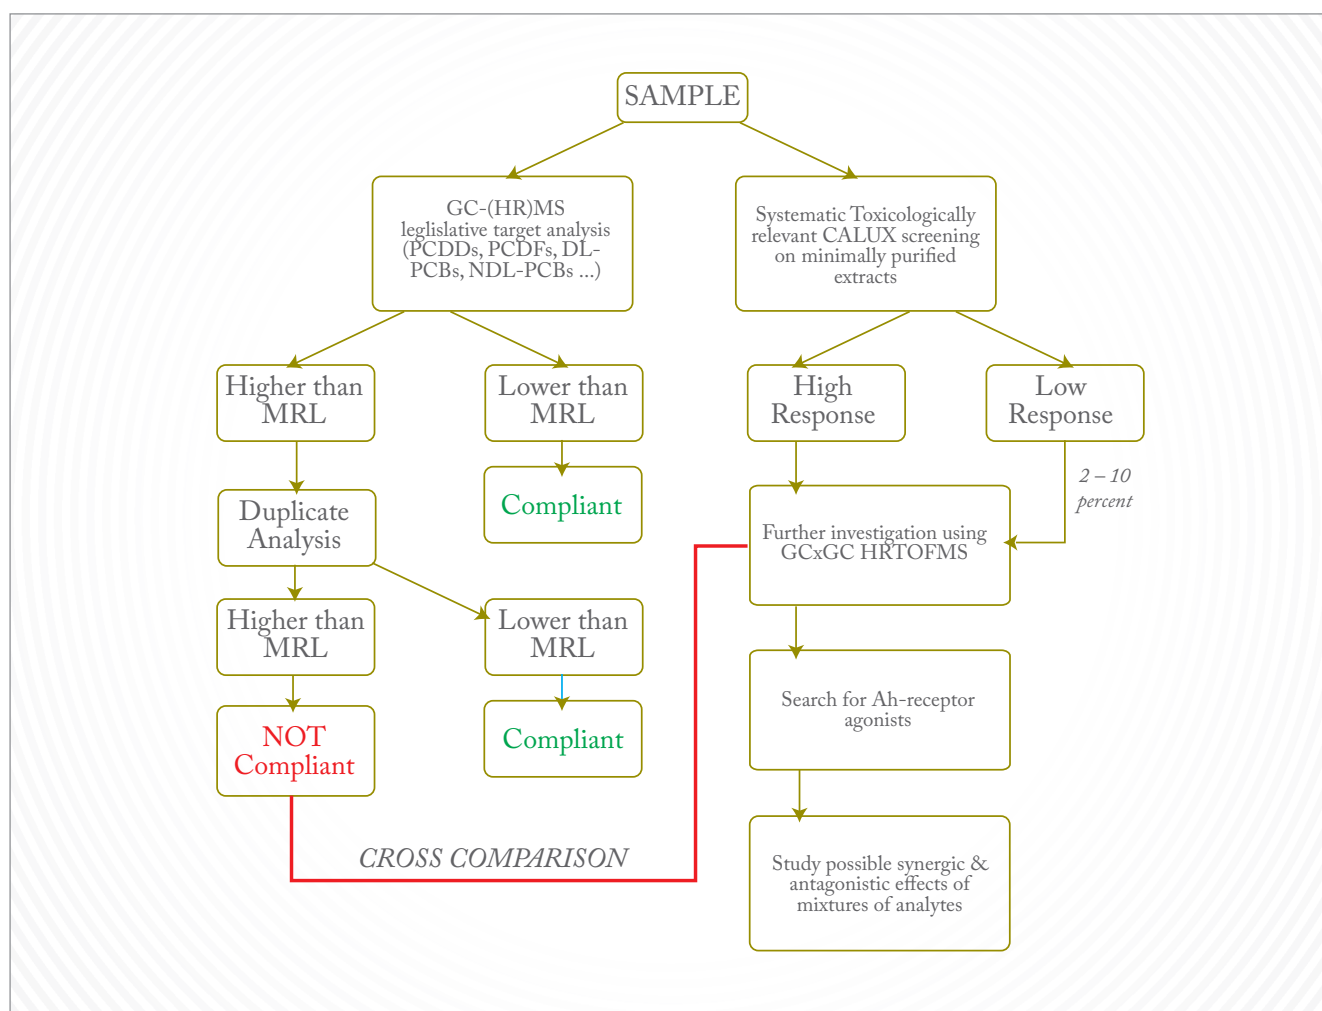 SAMPLE
GC-(HR)MS
leglislative target analysis
(PCDDs, PCDFs, DL-
PCBs, NDL-PCBs ...)
Systematic Toxicologically
relevant CALUX screening
on minimally purified
extracts
Higher than
MRL
Lower than
MRL
High
Response
Low
Response
Duplicate
Analysis
Compliant
2 – 10
percent
Further investigation using
GCxGC HRTOFMS
Higher than
MRL
Lower than
MRL
Search for Ah-receptor
agonists
NOT
Compliant
Compliant
CROSS COMPARISON
Study possible synergic &
antagonistic effects of
mixtures of analytes